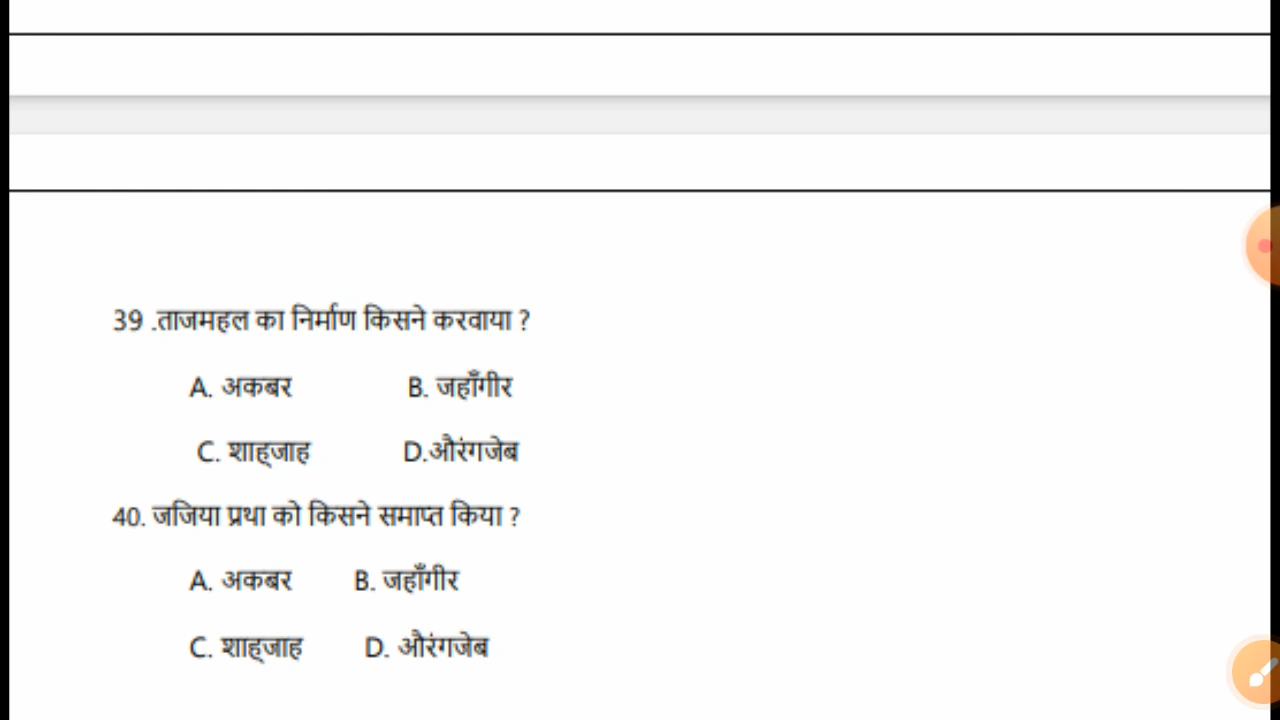 39 .ताजमहल का निर्माण किसने करवाया ?
A. अकबर B. जहाँगीर
C. शाह्जाह D.औरंगजेब
40. जजिया प्रथा को किसने समाप्त किया ?
A. अकबर B. जहाँगीर
C. शाह्जाह D. औरंगजेब